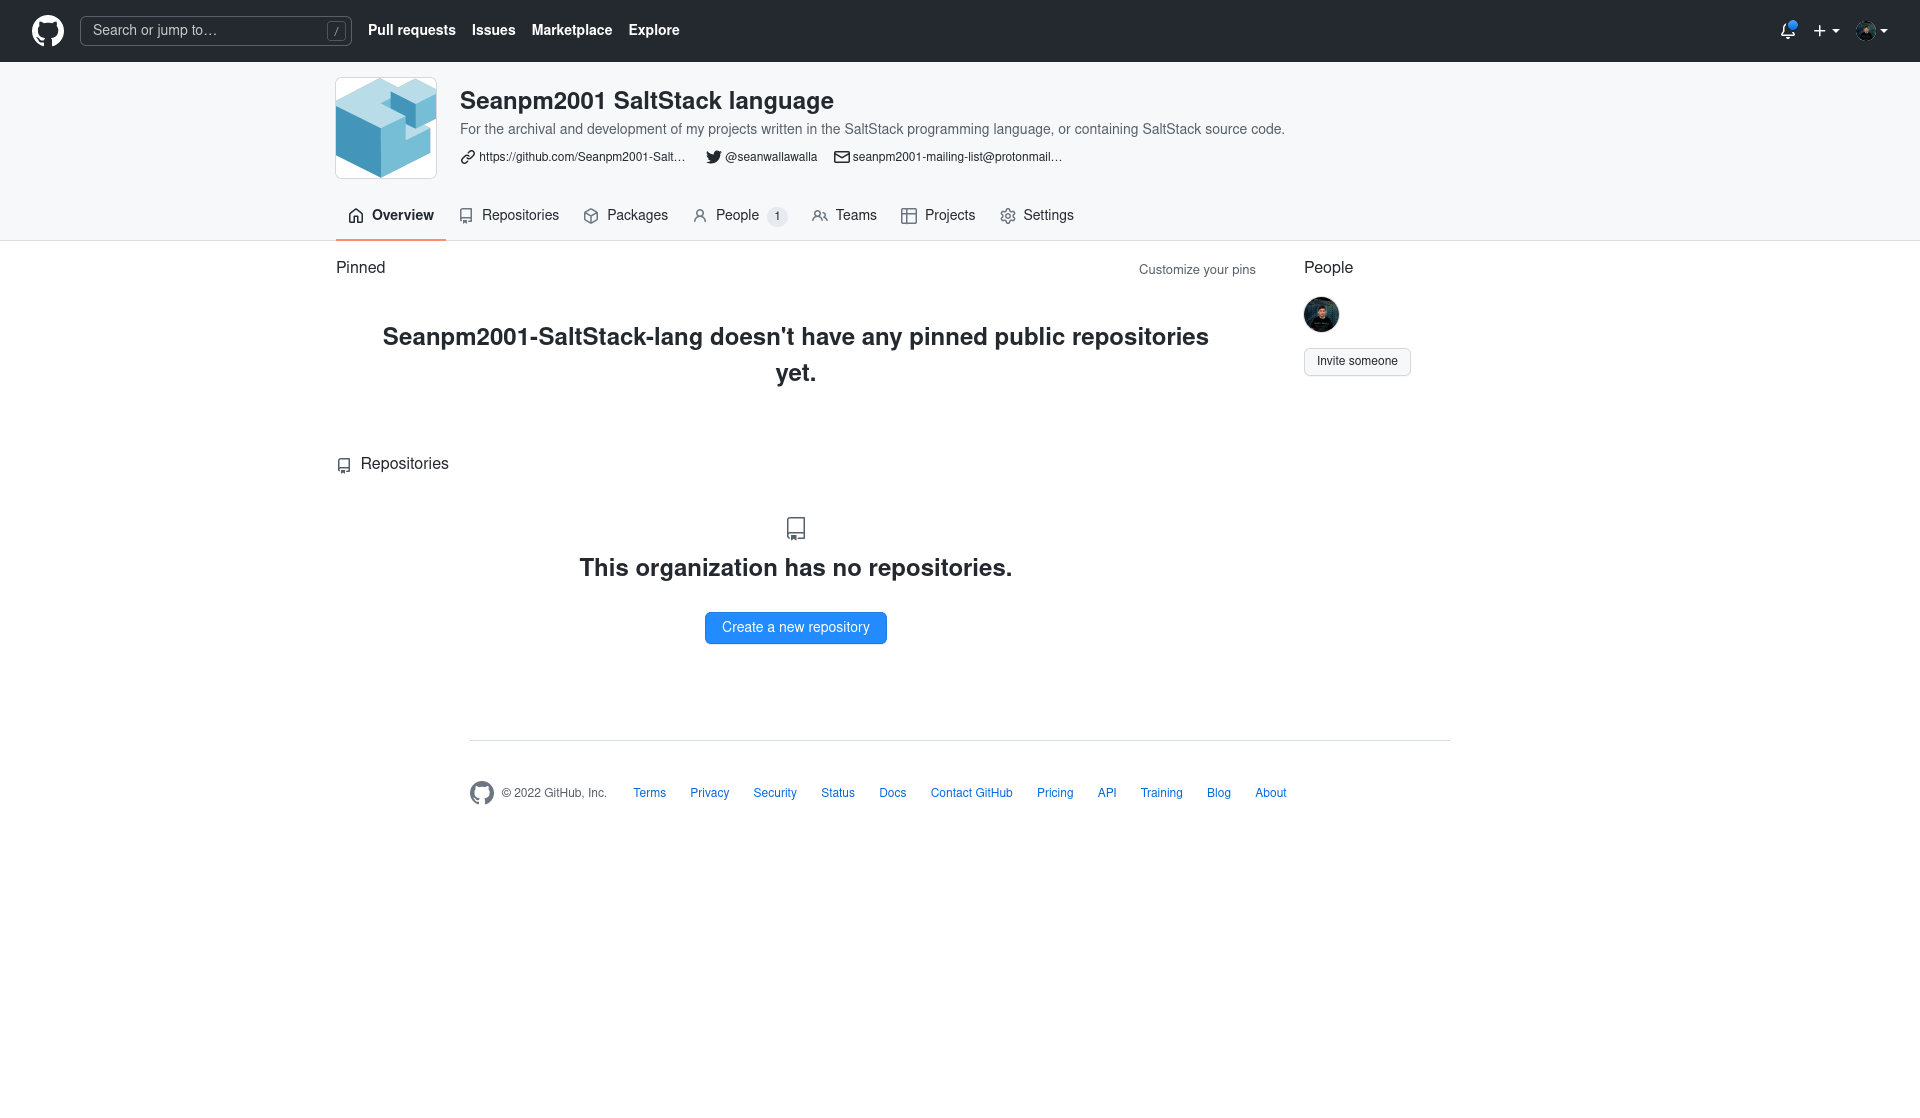 Search or jump to… /
Pull requests
Issues
Marketplace
Explore
Seanpm2001 SaltStack language
For the archival and development of my projects written in the SaltStack programming language, or containing SaltStack source code.
https://github.com/Seanpm2001-Salt…
@seanwallawalla
seanpm2001-mailing-list@protonmail…
Overview
Repositories
Packages
People 1
Teams
Projects
Settings
Pinned
Customize your pins
Seanpm2001-SaltStack-lang doesn't have any pinned public repositories
yet.
People
Invite someone
Repositories
This organization has no repositories.
Create a new repository
© 2022 GitHub, Inc.
Terms
Privacy
Security
Status
Docs
Contact GitHub
Pricing
API
Training
Blog
About